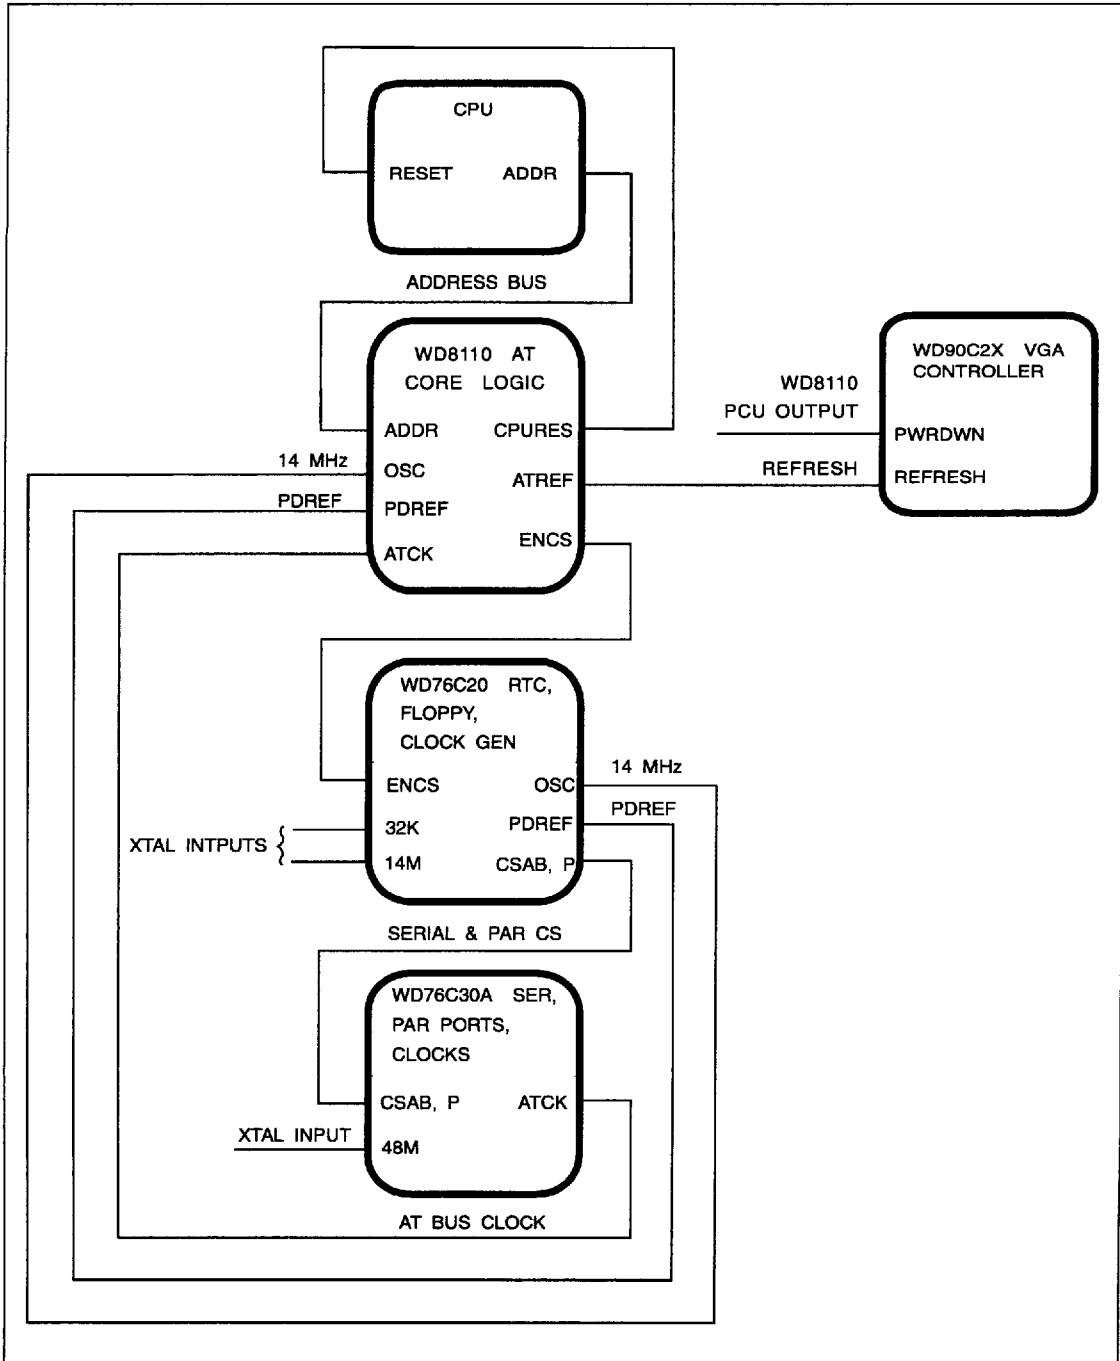 CPU
RESET ADDR
ADDRESS BUS
WD8110 AT
CORE LOGIC
ADDR CPURES
14 MHz OSC
ATREF
PDREF PDREF
ENCS
ATCK
WD90C2X VGA
CONTROLLER
WD8110
PCU OUTPUT
PWRDWN
REFRESH REFRESH
WD76C20 RTC,
FLOPPY,
CLOCK GEN
ENCS OSC 14 MHz
32K PDREF PDREF
XTAL INTPUTS
14M CSAB, P
SERIAL & PAR CS
WD76C30A SER,
PAR PORTS,
CLOCKS
CSAB, P ATCK
XTAL INPUT 48M
AT BUS CLOCK